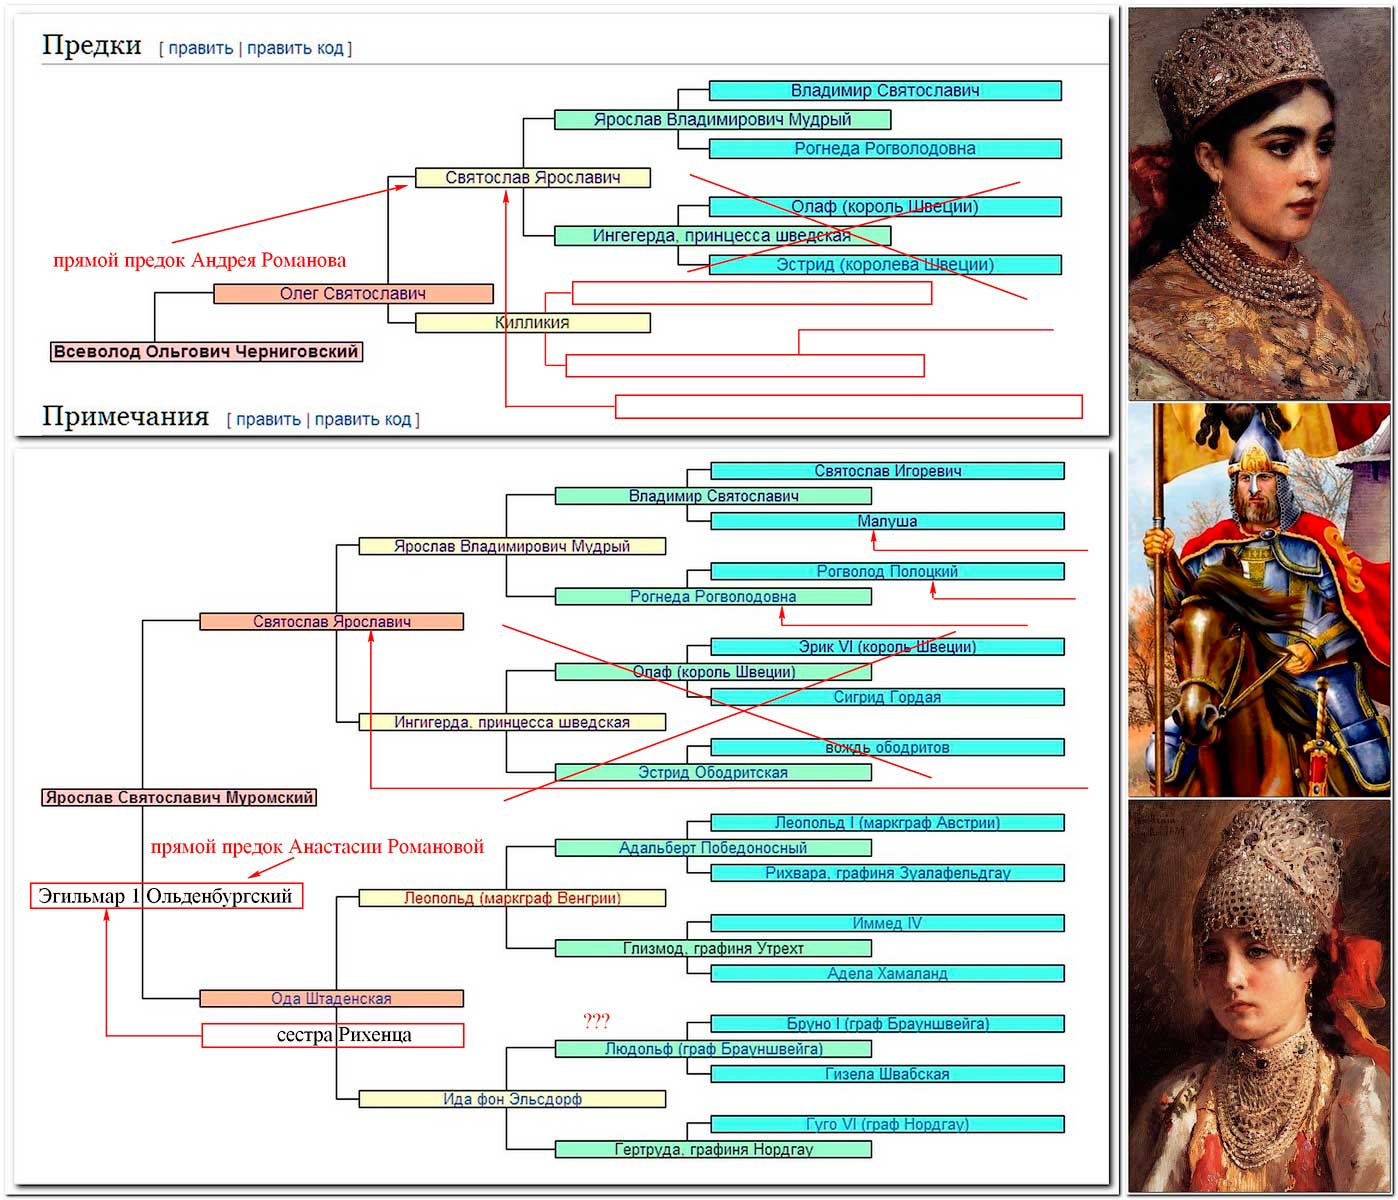 Предки [ править | править код ]
Владимир Святославич
Ярослав Владимирович Мудрый
Рогнеда Рогволодовна
Святослав Ярославич
Олаф (король Швеции)
Ингегерда, принцесса шведская
Эстрид (королева Швеции)
прямой предок Андрея Романова
Олег Святославич
Килликия
Всеволод Ольгович Черниговский
Примечания [ править | править код ]
Святослав Игоревич
Владимир Святославич
Малуша
Ярослав Владимирович Мудрый
Рогволод Полоцкий
Рогнеда Рогволодовна
Святослав Ярославич
Эрик VI (король Швеции)
Олаф (король Швеции)
Сигрид Гордая
Ингигерда, принцесса шведская
вождь ободритов
Эстрид Ободритская
Ярослав Святославич Муромский
Леопольд I (маркграф Австрии)
прямой предок Анастасии Романовой
Адальберт Победоносный
Рихвара, графиня Зуалафельдгау
Эгильмар 1 Ольденбургский
Леопольд (маркграф Венгрии)
Иммед IV
Глизмод, графиня Утрехт
Адела Хамаланд
Ода Штаденская
???
Бруно I (граф Брауншвейга)
сестра Рихенца
Людольф (граф Брауншвейга)
Гизела Швабская
Ида фон Эльсдорф
Гуго VI (граф Нордгау)
Гертруда, графиня Нордгау